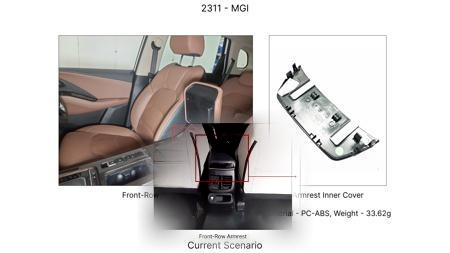 2311 - MGI
Front-Row
Armrest Inner Cover
- PC-ABS, Weight - 33.62g
Front-Row Armrest
Current Scenario